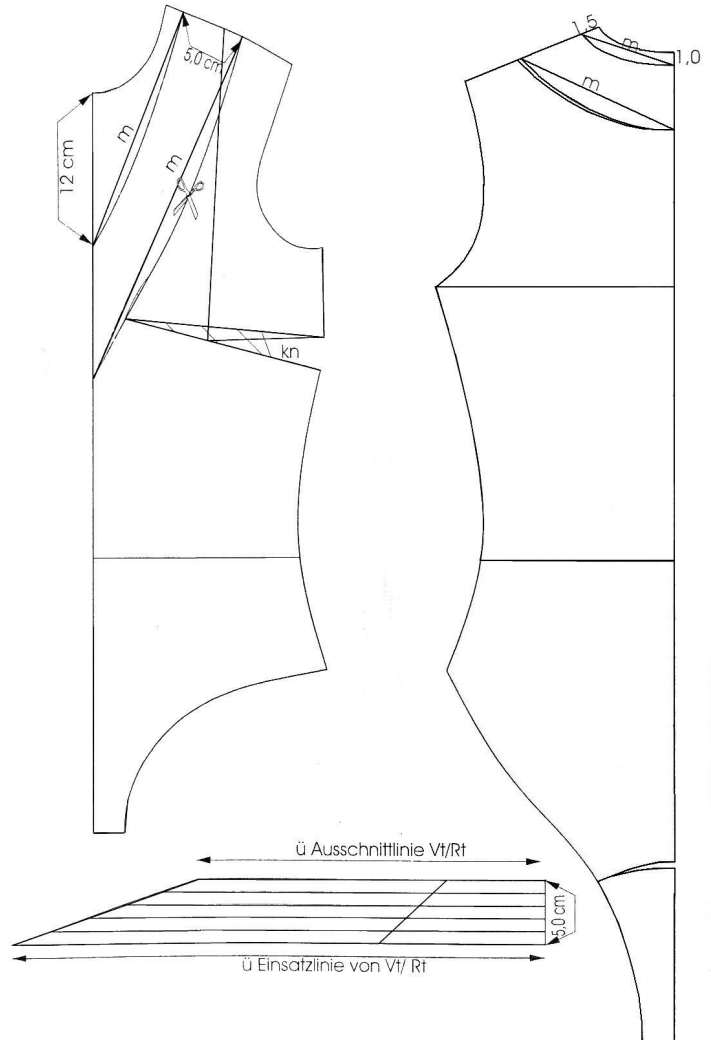 5,0 cm
12 cm
m
m
kn
1,5
m
1,0
m
ü Ausschnittlinie Vt/Rt
5,0 cm
ü Einsatzlinie von Vt/ Rt